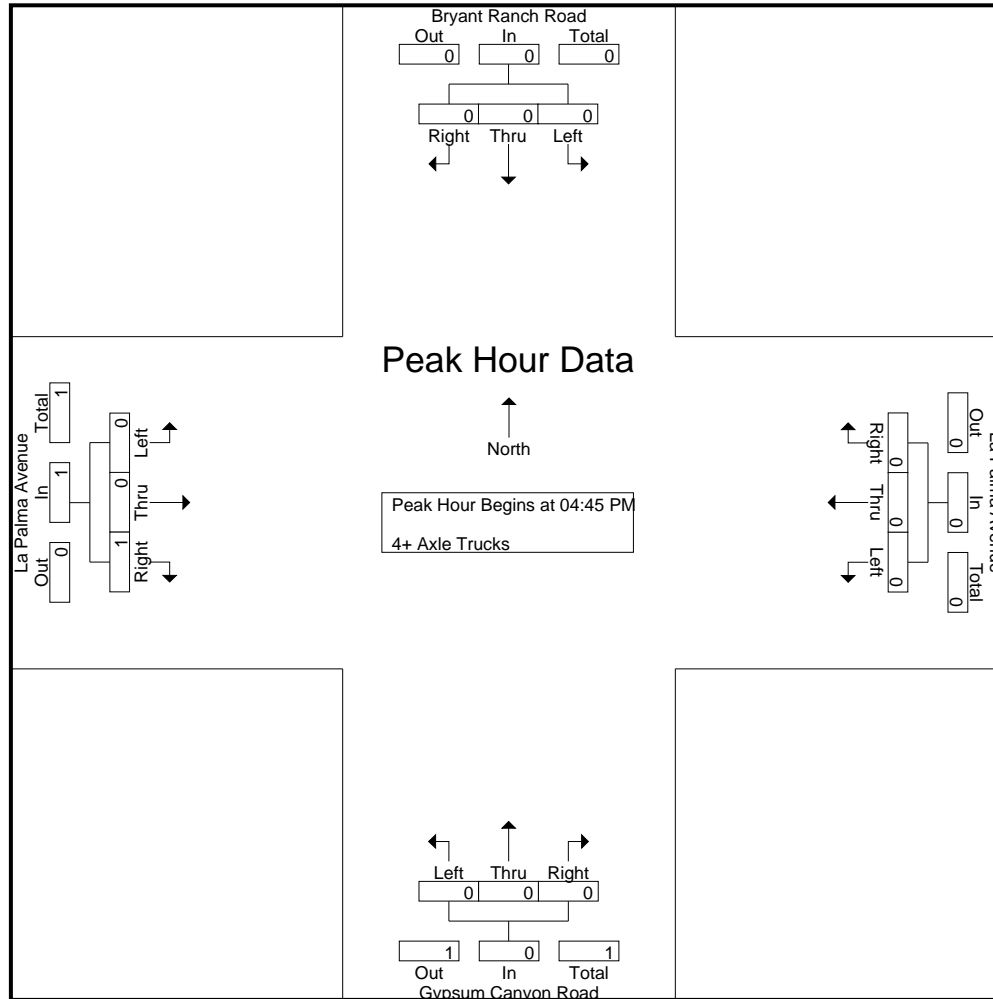 Bryant Ranch Road
Out In Total
0 0 0
0 0 0
Right Thru Left
Peak Hour Data
North
Peak Hour Begins at 04:45 PM
4+ Axle Trucks
La Palma Avenue
Total In Out
1 1 0
0 0 1
Left Thru Right
Right Thru Left
0 0 0
0 0 0
Out In Total
Left Thru Right
0 0 0
1 0 1
Out In Total
Gypsum Canyon Road